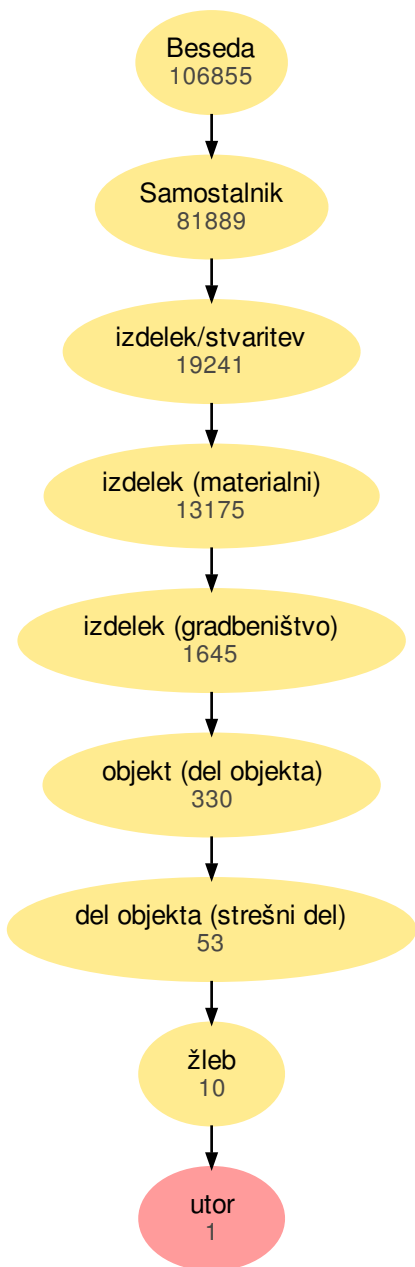 Beseda
106855
Samostalnik
81889
izdelek/stvaritev
19241
izdelek (materialni)
13175
izdelek (gradbeništvo)
1645
objekt (del objekta)
330
del objekta (strešni del)
53
žleb
10
utor
1